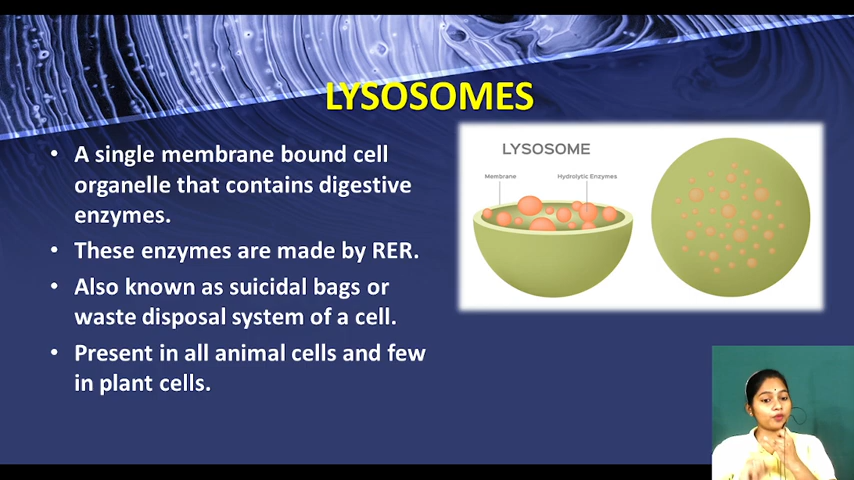 LYSOSOMES
• A single membrane bound cell
organelle that contains digestive
enzymes.
• These enzymes are made by RER.
• Also known as suicidal bags or
waste disposal system of a cell.
• Present in all animal cells and few
in plant cells.
LYSOSOME
Membrane
Hydrolytic Enzymes